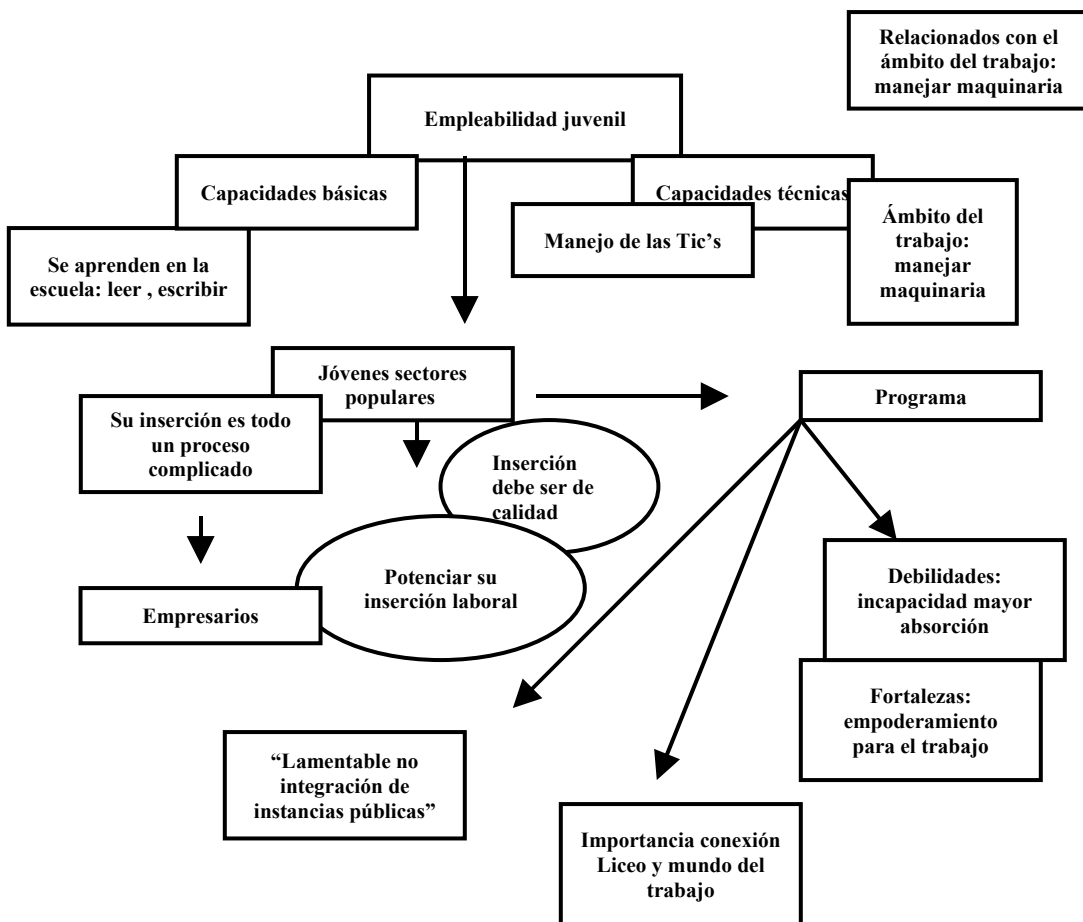 Relacionados con el
ámbito del trabajo:
manejar maquinaria
Empleabilidad juvenil
Capacidades básicas
Capacidades técnicas
Manejo de las Tic’s
Ámbito del
trabajo:
manejar
maquinaria
Se aprenden en la
escuela: leer , escribir
Jóvenes sectores
populares
Programa
Su inserción es todo
un proceso
complicado
Inserción
debe ser de
calidad
Potenciar su
inserción laboral
Empresarios
Debilidades:
incapacidad mayor
absorción
Fortalezas:
empoderamiento
para el trabajo
“Lamentable no
integración de
instancias públicas”
Importancia conexión
Liceo y mundo del
trabajo